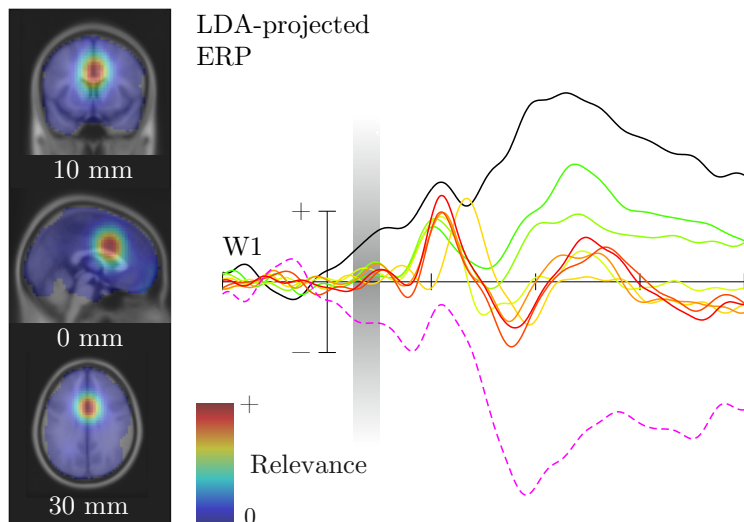 LDA-projected
ERP
10 mm
+
W1
0 mm
−
+
Relevance
30 mm
0